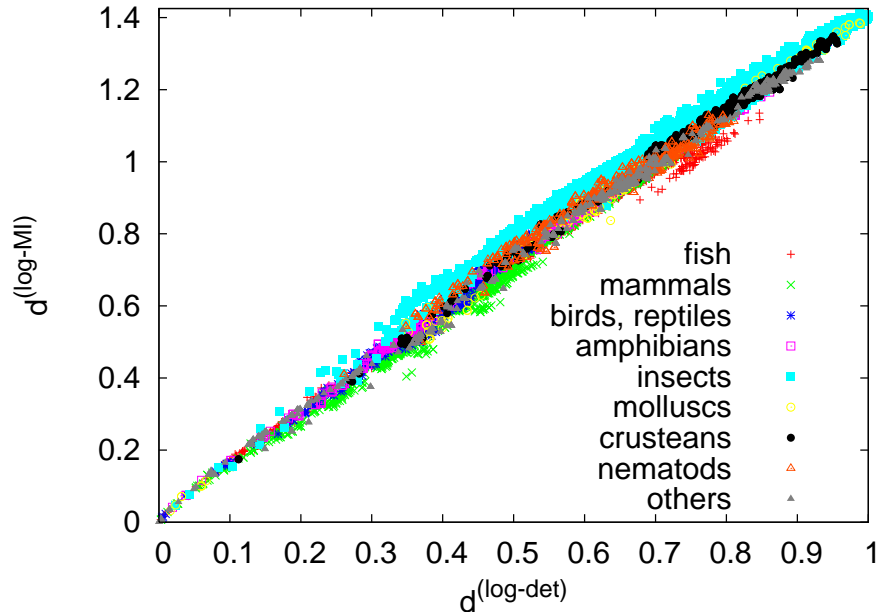 1.4
1.2
1
0.8
0.6
0.4
0.2
0
d(log-MI)
fish
mammals
birds, reptiles
amphibians
insects
molluscs
crusteans
nematods
others
0 0.1 0.2 0.3 0.4 0.5 0.6 0.7 0.8 0.9 1
d(log-det)